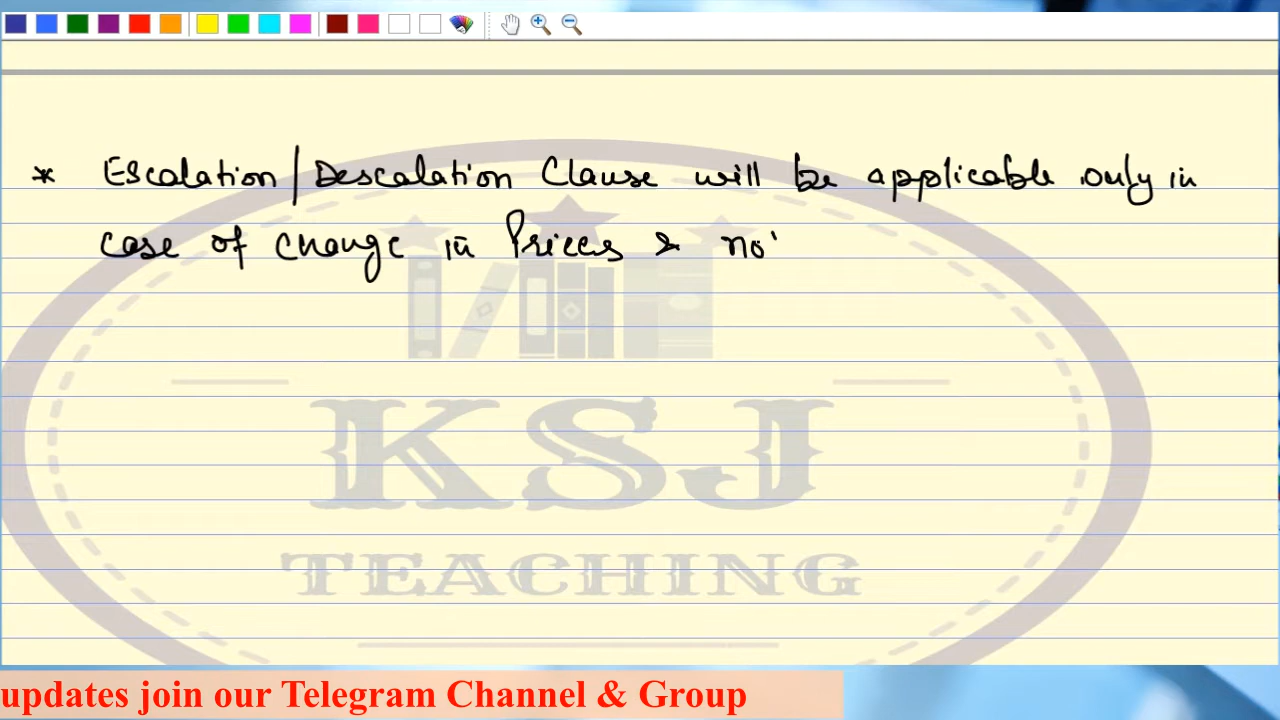 * Escalation/Descalation Clause will be applicable only in
case of change in Prices & no
KSJ
TEACHING
updates join our Telegram Channel & Group